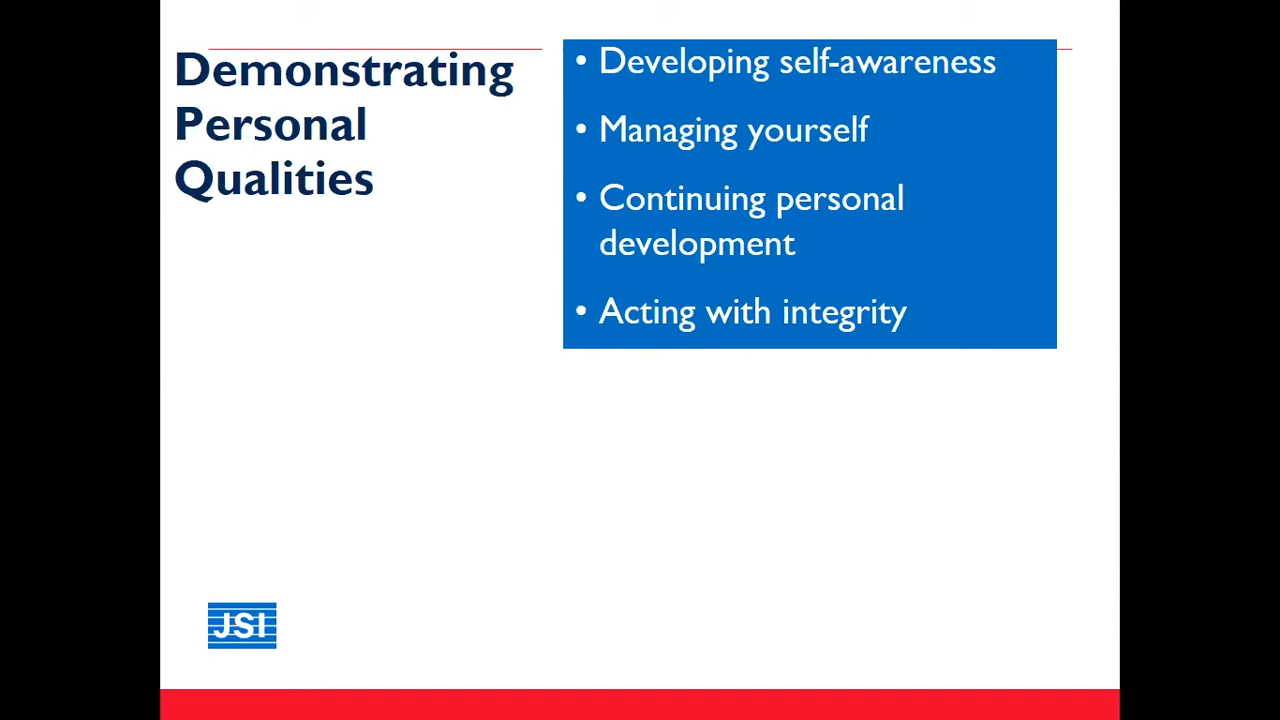 Demonstrating
Personal
Qualities
• Developing self-awareness
• Managing yourself
• Continuing personal
development
• Acting with integrity
JSI